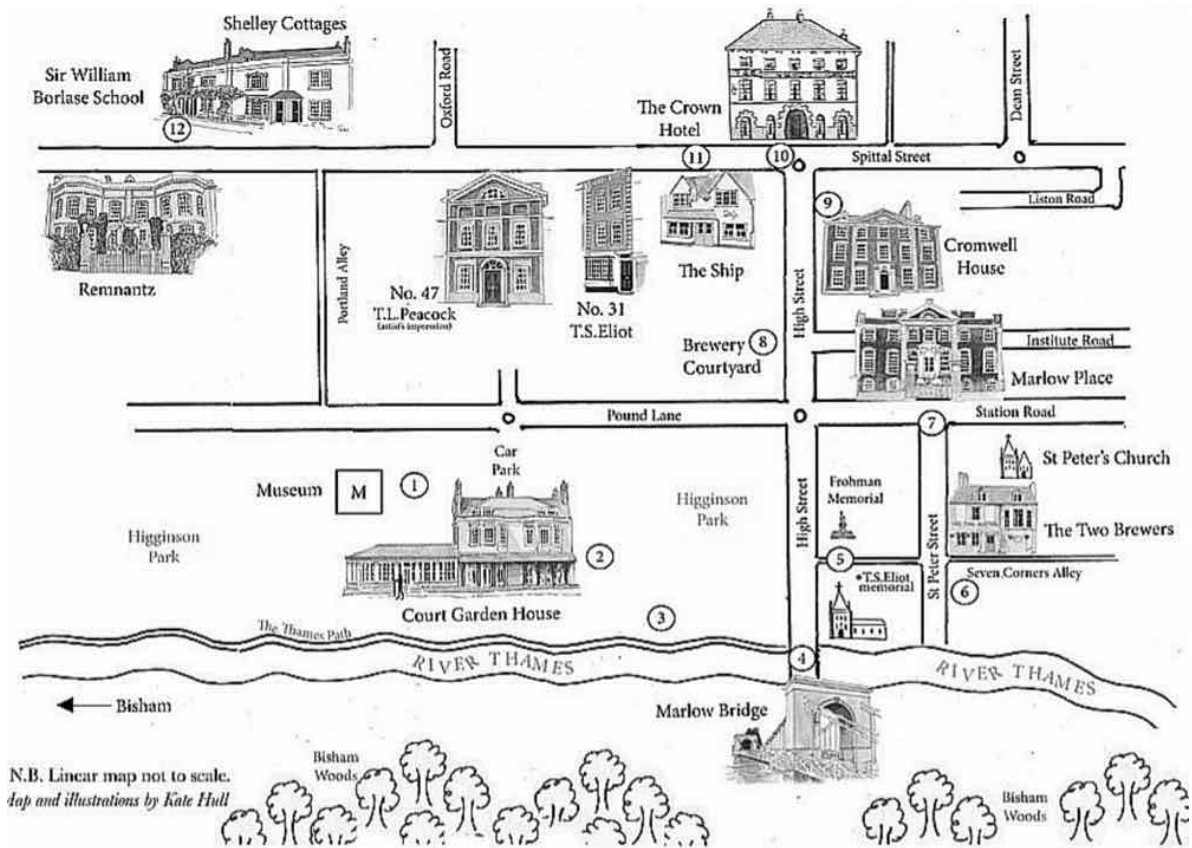 Shelley Cottages
Sir William
Borlase School
12
Oxford Road
The Crown
Hotel
11
10
Spittal Street
Dean Street
Liston Road
9
Cromwell
House
Remnantz
Portland Alley
No. 47
T.L.Peacock
(artist's impression)
No. 31
T.S.Eliot
The Ship
High Street
Brewery
Courtyard
8
Institute Road
Marlow Place
Pound Lane
Station Road
7
Car
Park
Museum
M
1
Higginson
Park
2
Court Garden House
Higginson
Park
High Street
Frohman
Memorial
St Peter's Church
The Two Brewers
St Peter Street
5
Seven Corners Alley
*T.S.Eliot
memorial
6
3
The Thames Path
RIVER THAMES
4
RIVER THAMES
Bisham
Marlow Bridge
Bisham
Woods
Bisham
Woods
N.B. Linear map not to scale.
Map and illustrations by Kate Hull